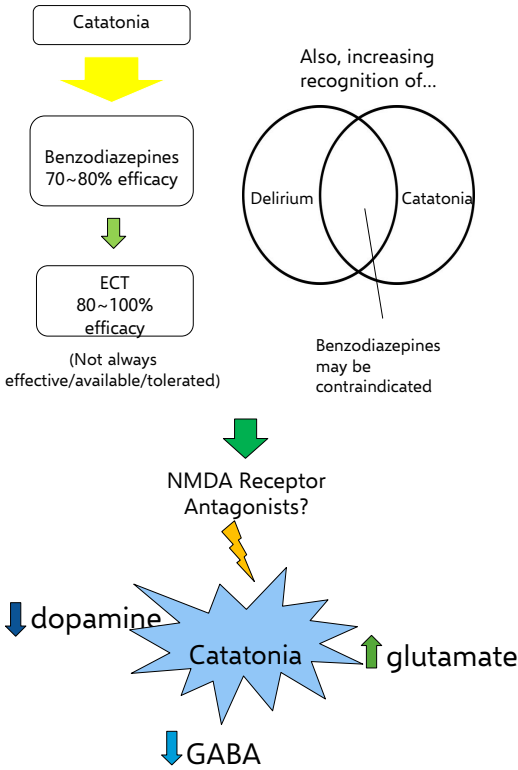 Catatonia
Benzodiazepines
70~80% efficacy
ECT
80~100%
efficacy
(Not always
effective/available/tolerated)
Also, increasing
recognition of...
Delirium
Catatonia
Benzodiazepines
may be
contraindicated
NMDA Receptor
Antagonists?
dopamine
Catatonia
glutamate
GABA